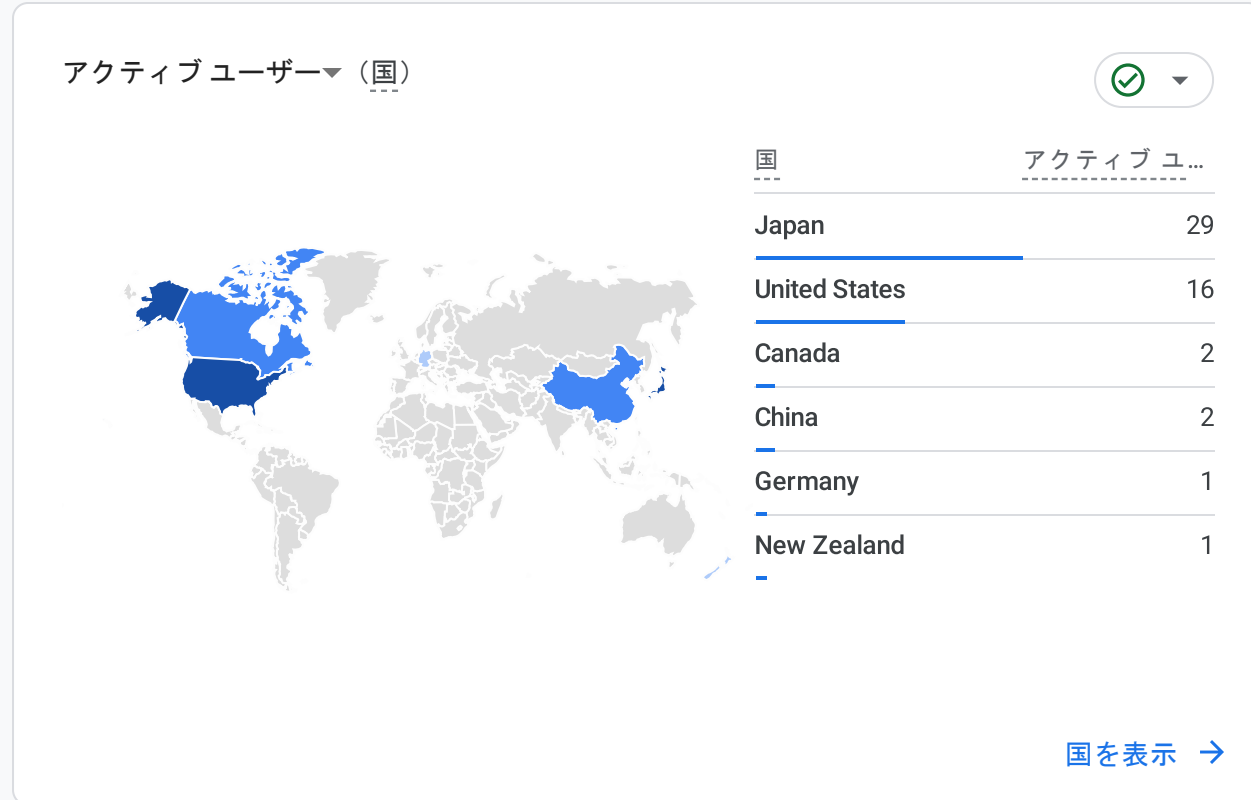 アクティブ ユーザー（国）
国 アクティブ ユ...
Japan 29
United States 16
Canada 2
China 2
Germany 1
New Zealand 1
国を表示